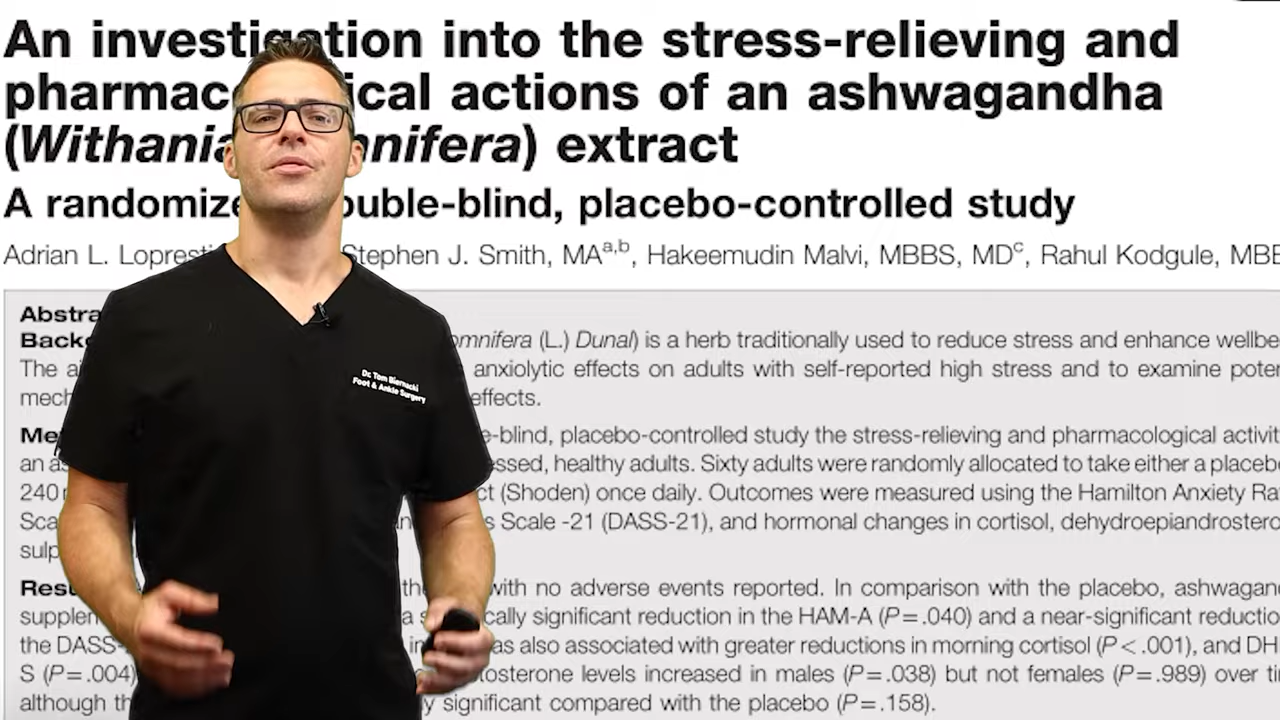 An investigation into the stress-relieving and
pharmac ical actions of an ashwagandha
(Withania nnifera) extract
A randomize ouble-blind, placebo-controlled study
Adrian L. Lopresti Stephen J. Smith, MAa,b, Hakeemudin Malvi, MBBS, MDc, Rahul Kodgule, MBB
Abstra
Backg omnifera (L.) Dunal) is a herb traditionally used to reduce stress and enhance wellbe
The ai anxiolytic effects on adults with self-reported high stress and to examine poten
mech effects.
Me e-blind, placebo-controlled study the stress-relieving and pharmacological activit
an as essed, healthy adults. Sixty adults were randomly allocated to take either a placebo
240 m ct (Shoden) once daily. Outcomes were measured using the Hamilton Anxiety Ra
Sca s Scale -21 (DASS-21), and hormonal changes in cortisol, dehydroepiandrostero
sulp
Resu the with no adverse events reported. In comparison with the placebo, ashwagan
supplem a s cally significant reduction in the HAM-A (P=.040) and a near-significant reductio
the DASS- in as also associated with greater reductions in morning cortisol (P<.001), and DH
S (P=.004) tosterone levels increased in males (P=.038) but not females (P=.989) over ti
although th y significant compared with the placebo (P=.158).
Dr. Tom Biernacki
Foot & Ankle Surgery